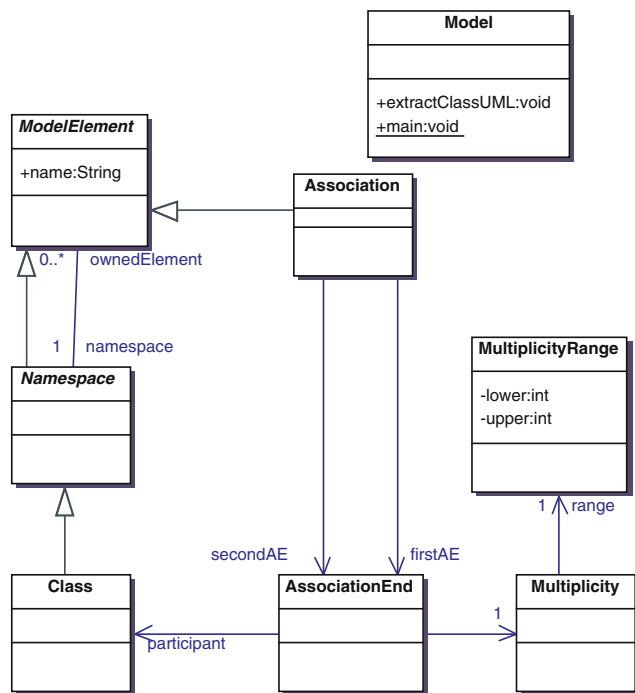 Model
+extractClassUML:void
+main:void
ModelElement
+name:String
Association
0..* ownedElement
1 namespace
Namespace
MultiplicityRange
-lower:int
-upper:int
1 range
secondAE
firstAE
Class
AssociationEnd
Multiplicity
participant
1